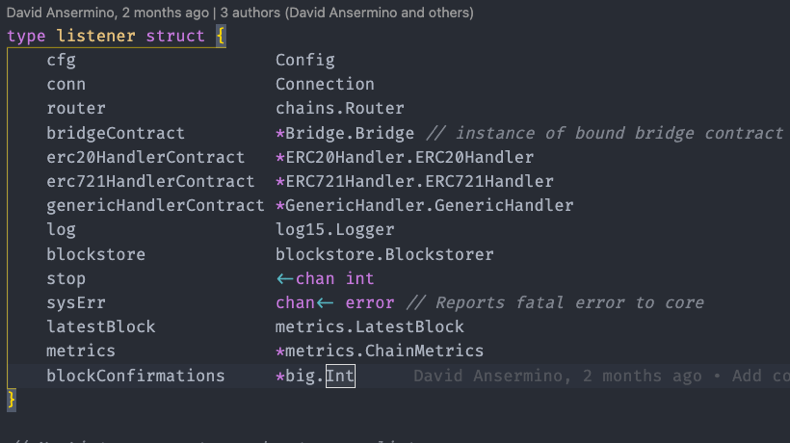 David Ansermino, 2 months ago | 3 authors (David Ansermino and others)
type listener struct {
cfg Config
conn Connection
router chains.Router
bridgeContract *Bridge.Bridge // instance of bound bridge contract
erc20HandlerContract *ERC20Handler.ERC20Handler
erc721HandlerContract *ERC721Handler.ERC721Handler
genericHandlerContract *GenericHandler.GenericHandler
log log15.Logger
blockstore blockstore.Blockstorer
stop <-chan int
sysErr chan<- error // Reports fatal error to core
latestBlock metrics.LatestBlock
metrics *metrics.ChainMetrics
blockConfirmations *big.Int David Ansermino, 2 months ago • Add co
}